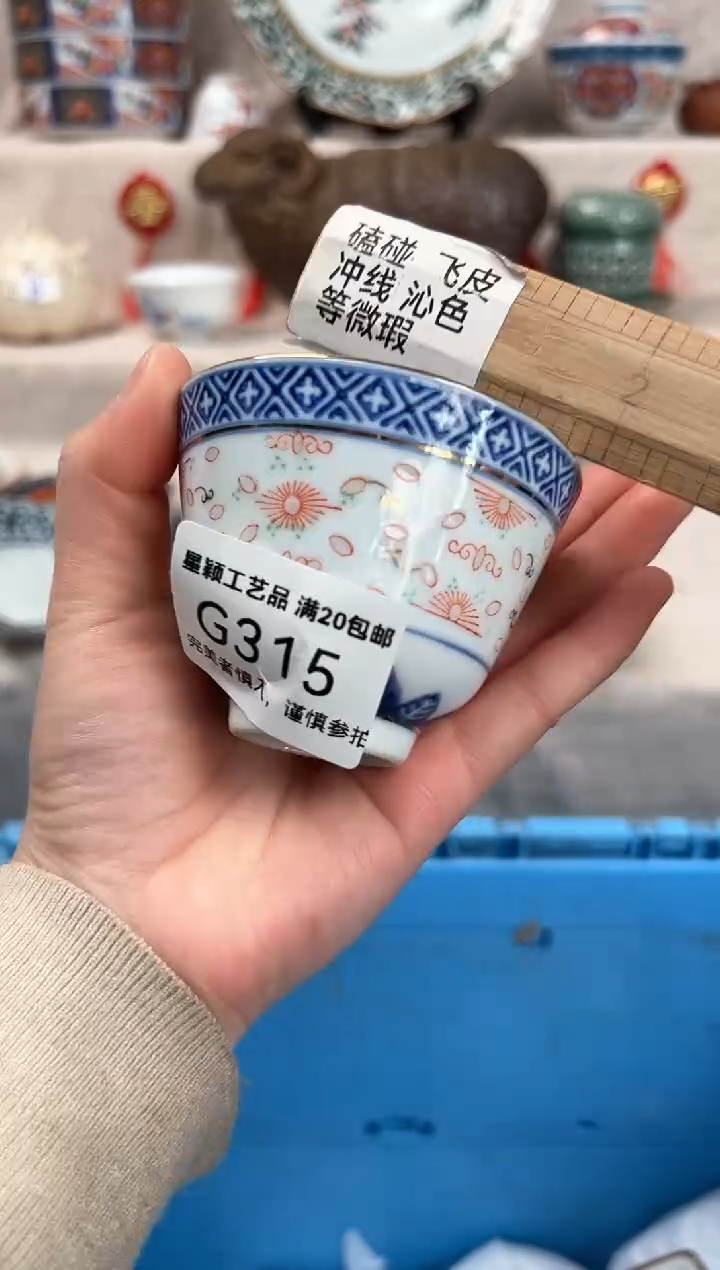 磕碰 飞皮
冲线 沁色
等微瑕
2
星颖工艺品 满20包邮
G315
完美者慎入，谨慎参拍